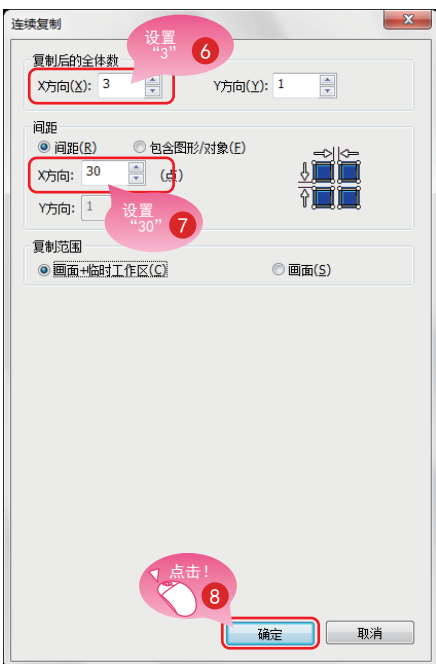 连续复制
设置
“3” 6
复制后的全体数
X方向(X): 3 Y方向(Y): 1
间距
间距(R) 包含图形/对象(E)
X方向: 30 (点)
Y方向: 1
设置
“30” 7
复制范围
画面+临时工作区(C) 画面(S)
点击!
8
确定 取消